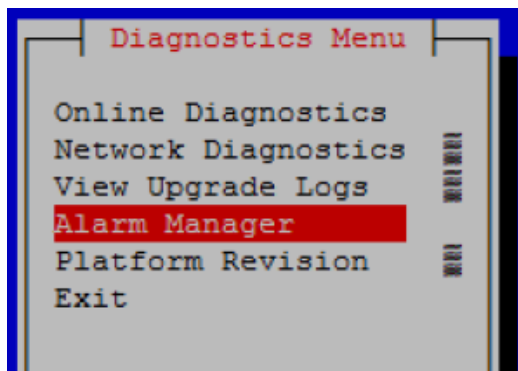 Diagnostics Menu
Online Diagnostics
Network Diagnostics
View Upgrade Logs
Alarm Manager
Platform Revision
Exit